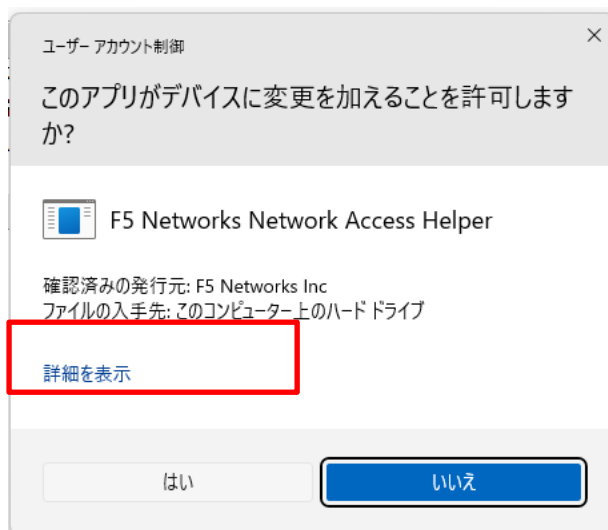 ユーザー アカウント制御
このアプリがデバイスに変更を加えることを許可します
か?
F5 Networks Network Access Helper
確認済みの発行元: F5 Networks Inc
ファイルの入手先: このコンピューター上のハード ドライブ
詳細を表示
はい
いいえ